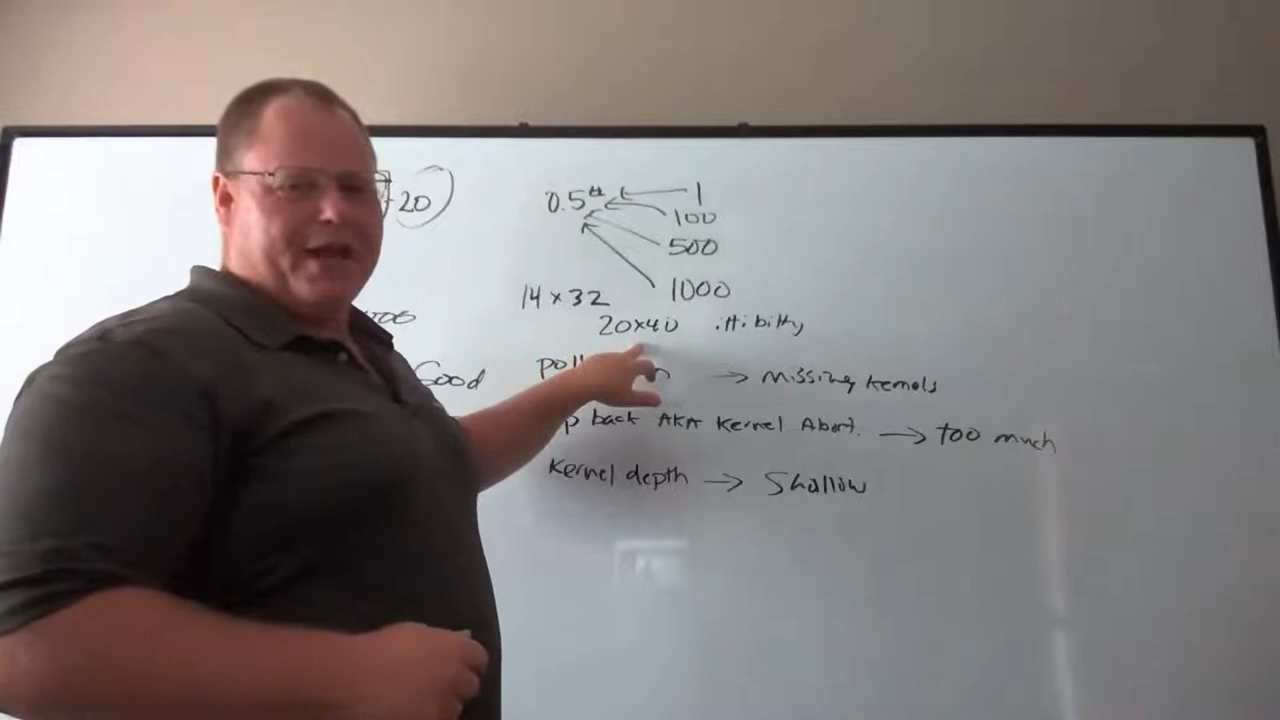 20
0.5# 1
100
500
1000
14 x 32
20x40 ittibitty
Good
poll n → missing kernels
p back AKA Kernel Abort. → too much
Kernel depth → Shallow